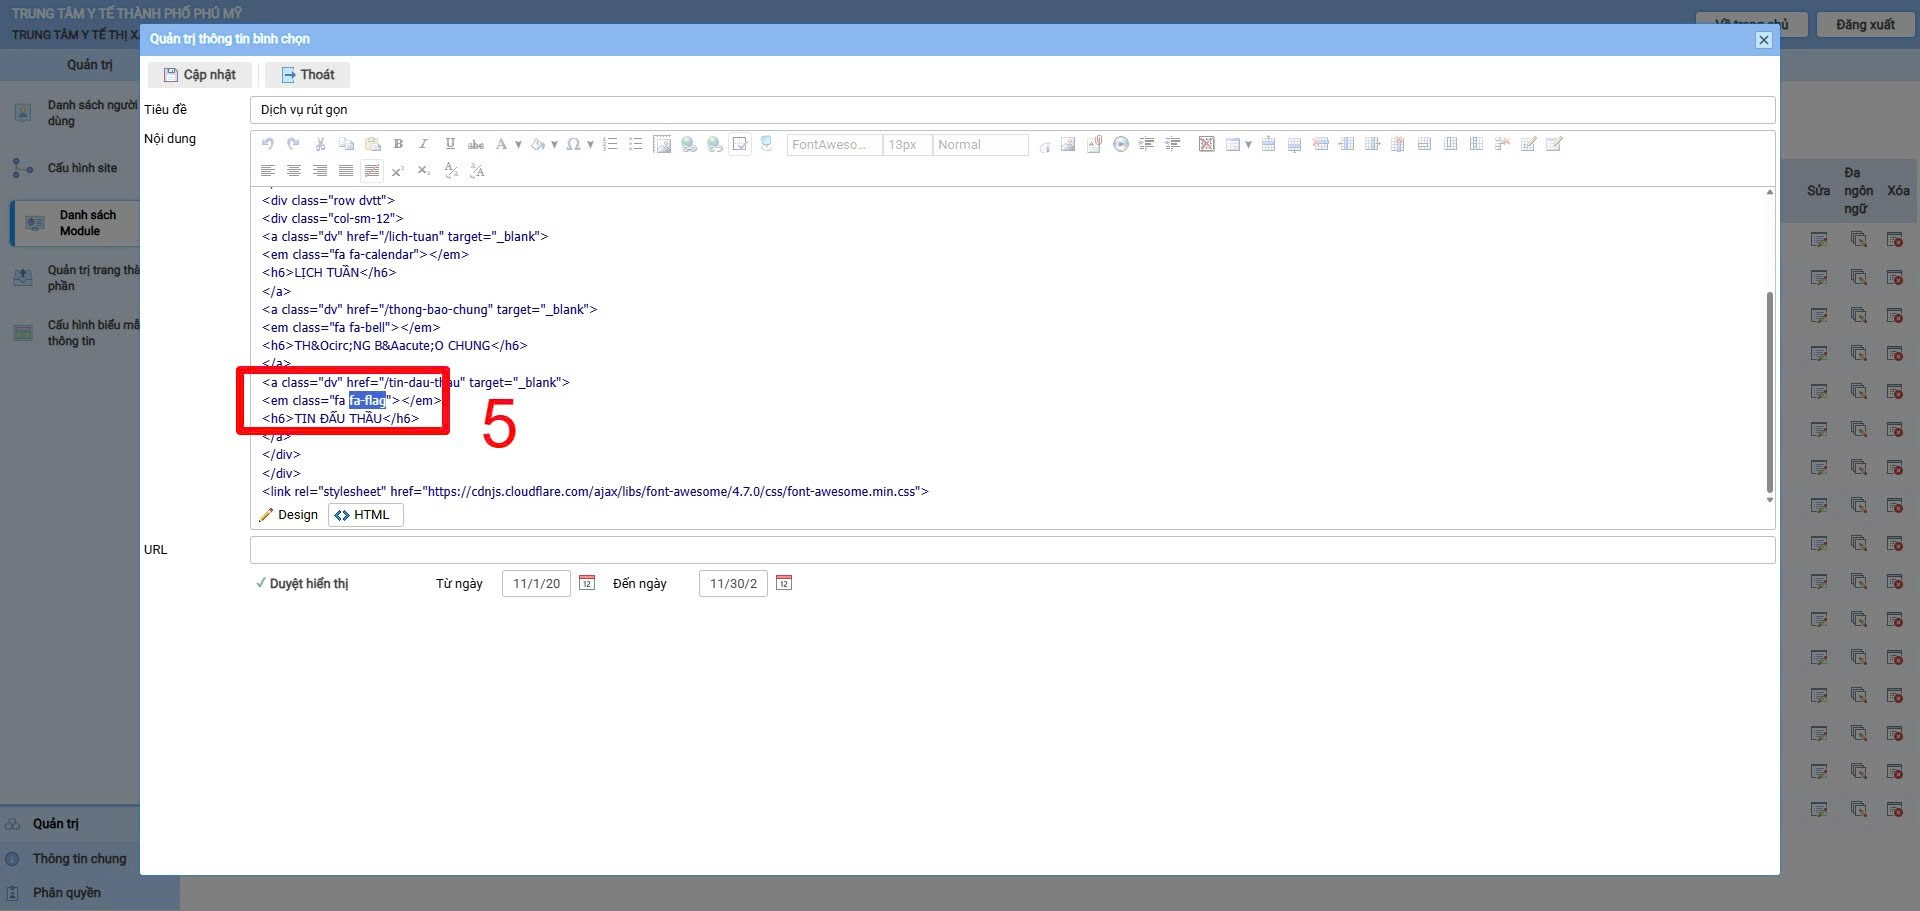 TRUNG TÂM Y TẾ THÀNH PHỐ PHÚ MỸ
TRUNG TÂM Y TẾ THỊ
Đăng xuất
Quản trị thông tin bình chọn
Quản trị
Cập nhật
Thoát
Danh sách người
dùng
Cấu hình site
Danh sách
Module
Quản trị trang
phần
Cấu hình biểu
thông tin
Tiêu đề
Dịch vụ rút gọn
Nội dung
FontAweso...
13px
Normal
<div class="row dvtt">
<div class="col-sm-12">
<a class="dv" href="/lich-tuan" target="_blank">
<em class="fa fa-calendar"></em>
<h6>LỊCH TUẦN</h6>
</a>
<a class="dv" href="/thong-bao-chung" target="_blank">
<em class="fa fa-bell"></em>
<h6>TH&Ocirc;NG B&Aacute;O CHUNG</h6>
</a>
<a class="dv" href="/tin-dau-thau" target="_blank">
<em class="fa fa-flag"></em>
<h6>TIN ĐẤU THẦU</h6>
5
</a>
</div>
</div>
<link rel="stylesheet" href="https://cdnjs.cloudflare.com/ajax/libs/font-awesome/4.7.0/css/font-awesome.min.css">
Design
HTML
URL
Duyệt hiển thị
Từ ngày
11/1/20
12
Đến ngày
11/30/2
12
Sửa
Đa
ngôn
ngữ
Xóa
Quản trị
Thông tin chung
Phân quyền